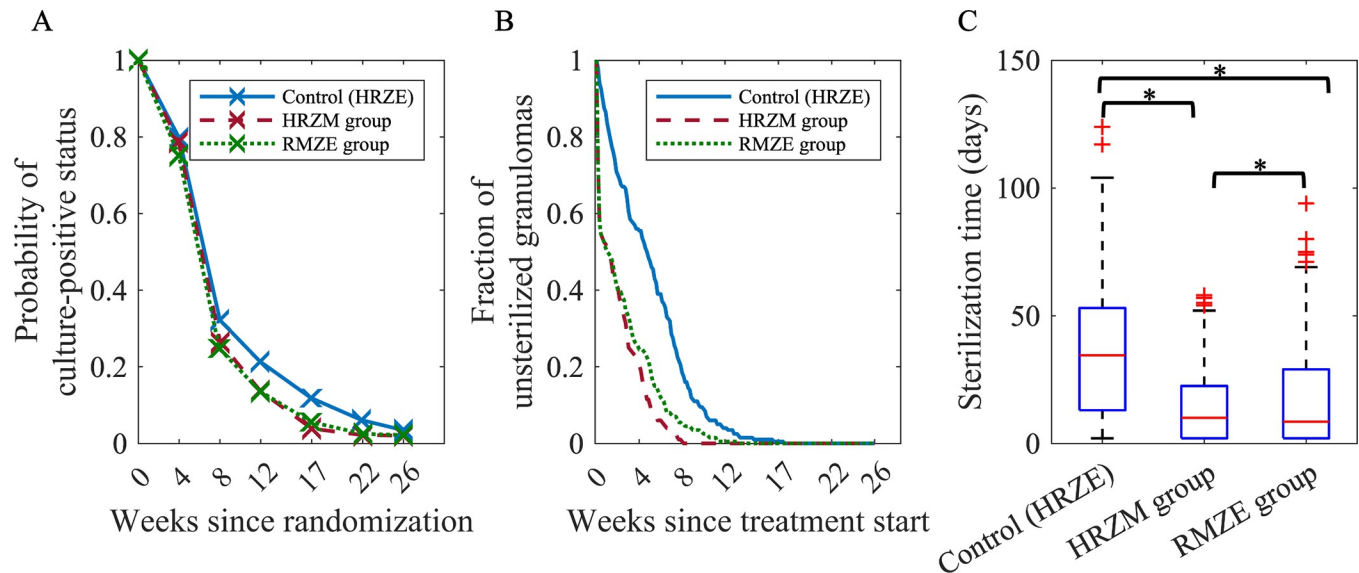 A
B
C
1
0.8
0.6
0.4
0.2
0
0
4
8
12
17
22
26
Probability of
culture-positive status
Weeks since randomization
Control (HRZE)
HRZM group
RMZE group
1
0.8
0.6
0.4
0.2
0
0
4
8
12
17
22
26
Fraction of
unsterilized granulomas
Weeks since treatment start
Control (HRZE)
HRZM group
RMZE group
150
100
50
0
Sterilization time (days)
*
*
*
Control (HRZE)
HRZM group
RMZE group